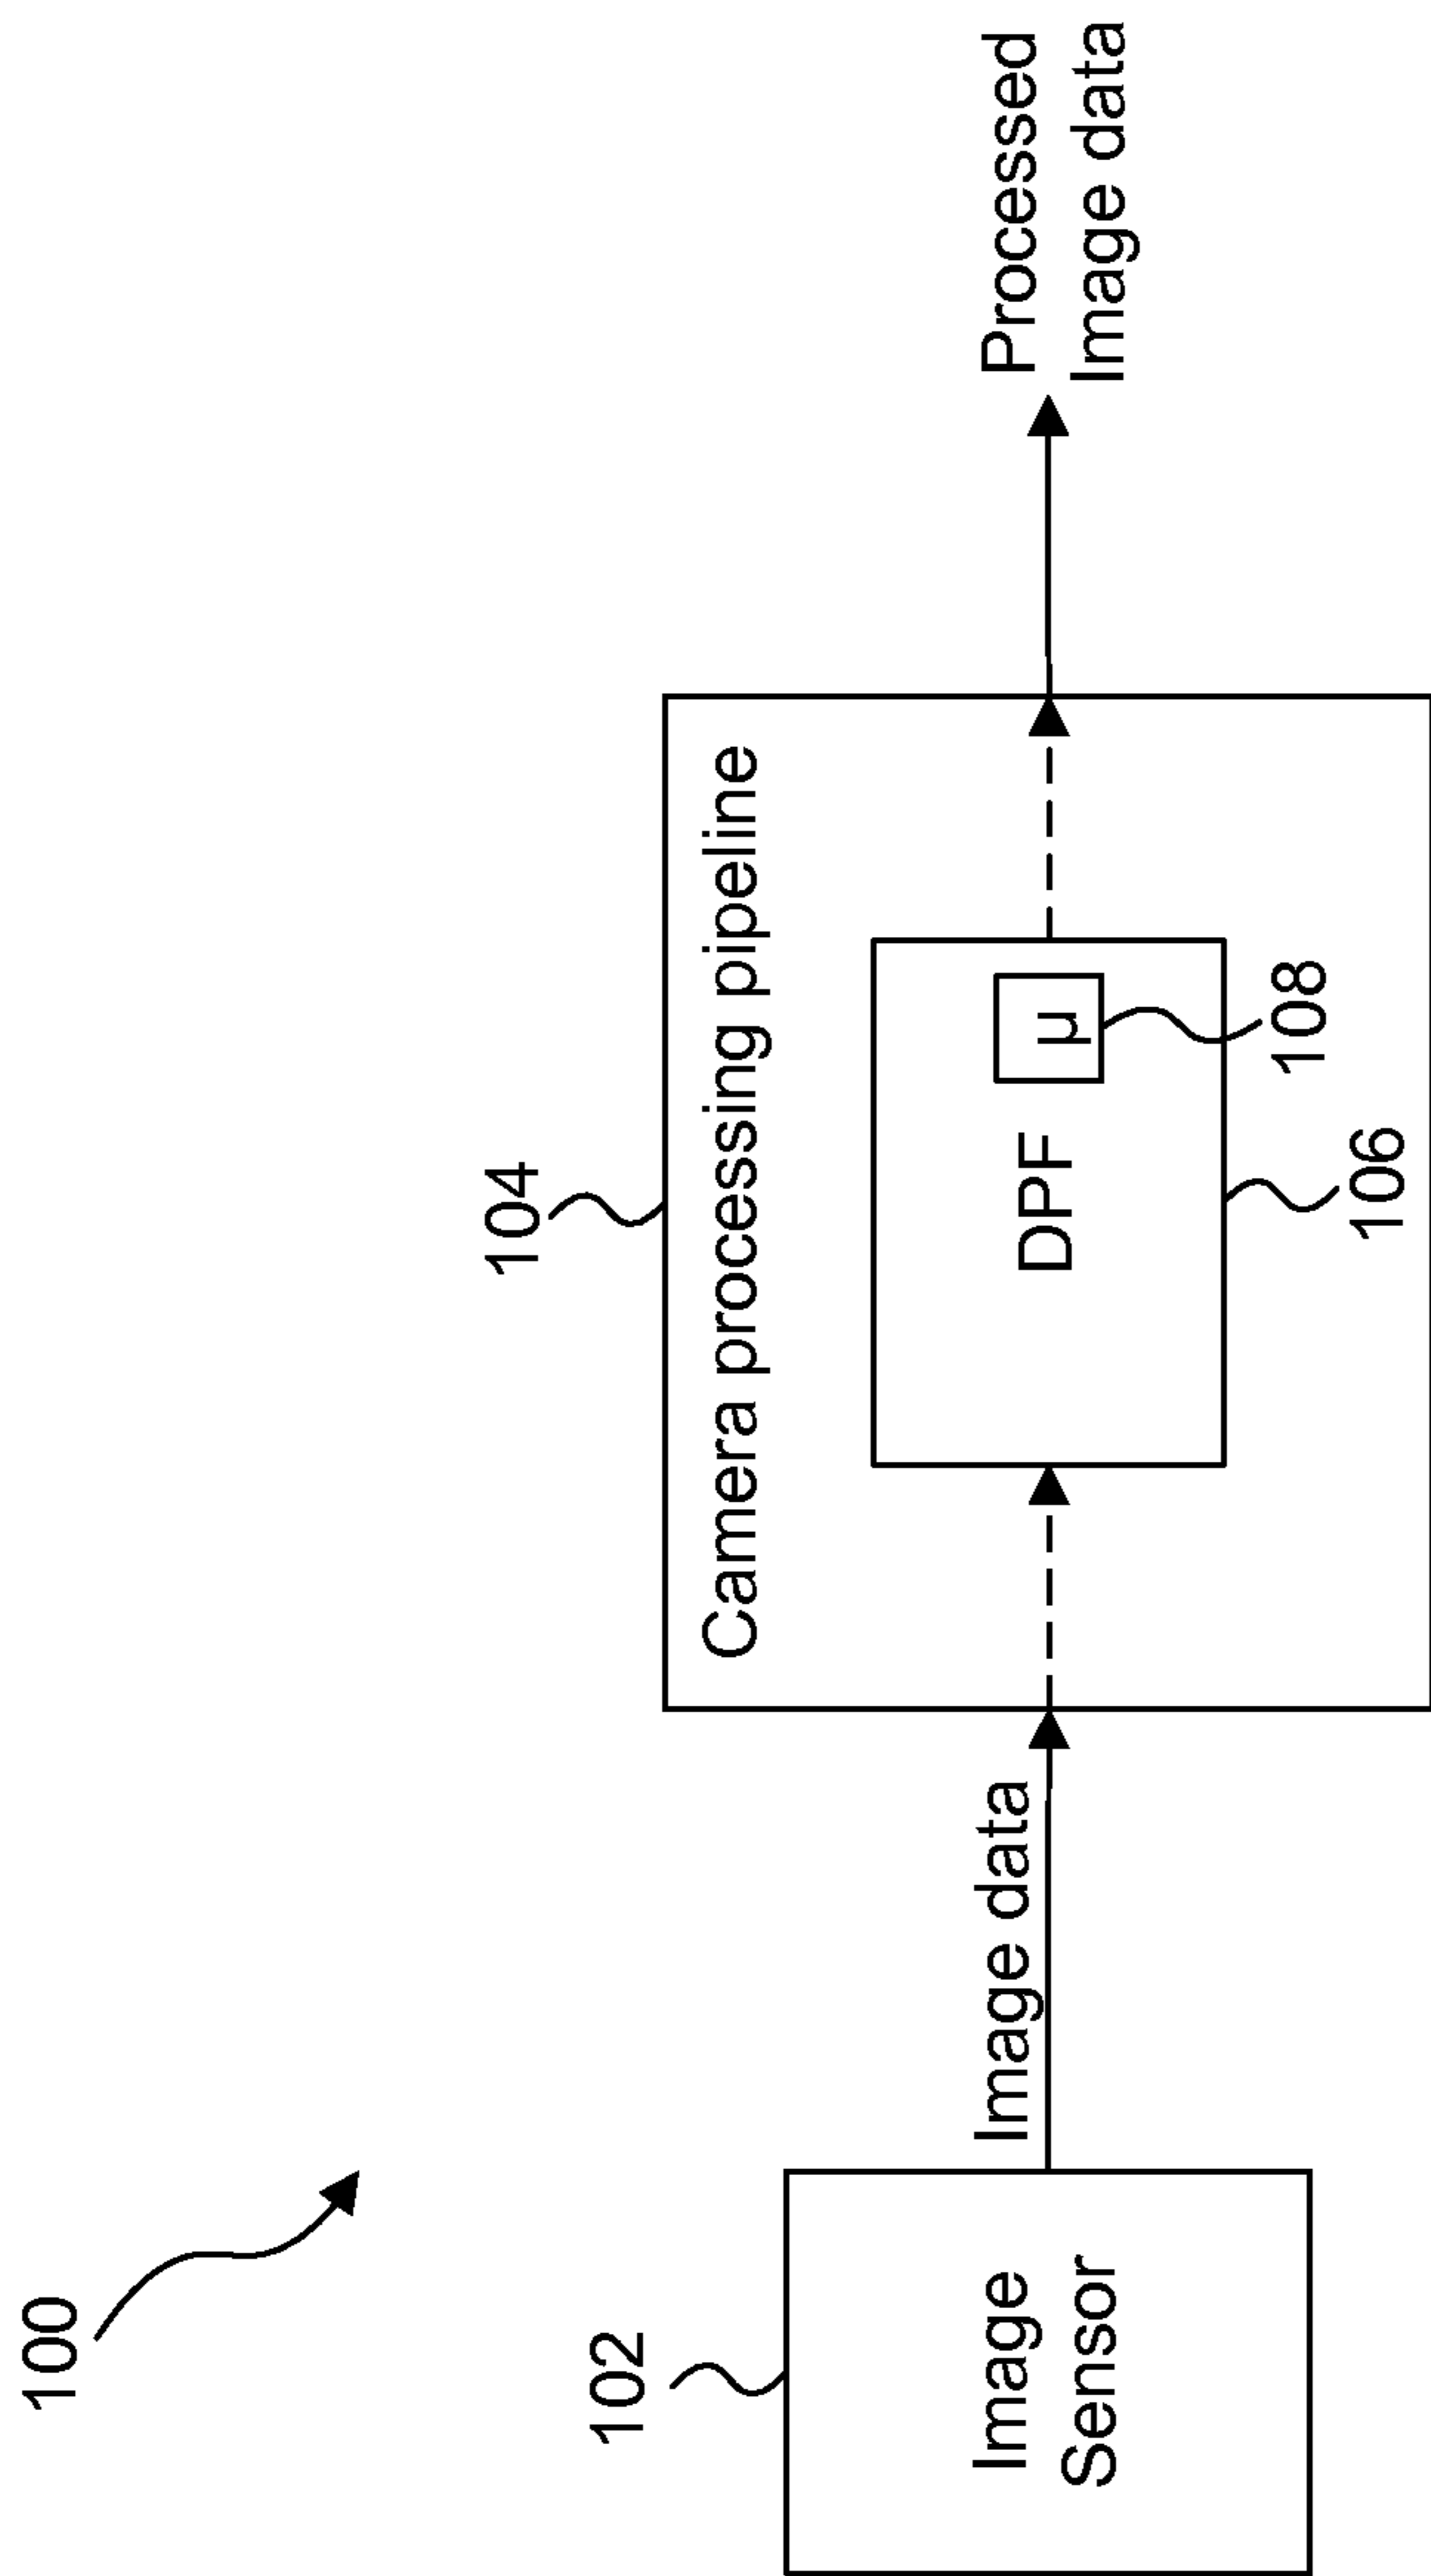 100
102
Image
Sensor
Image data
104
Camera processing pipeline
DPF
µ
108
106
Processed
Image data